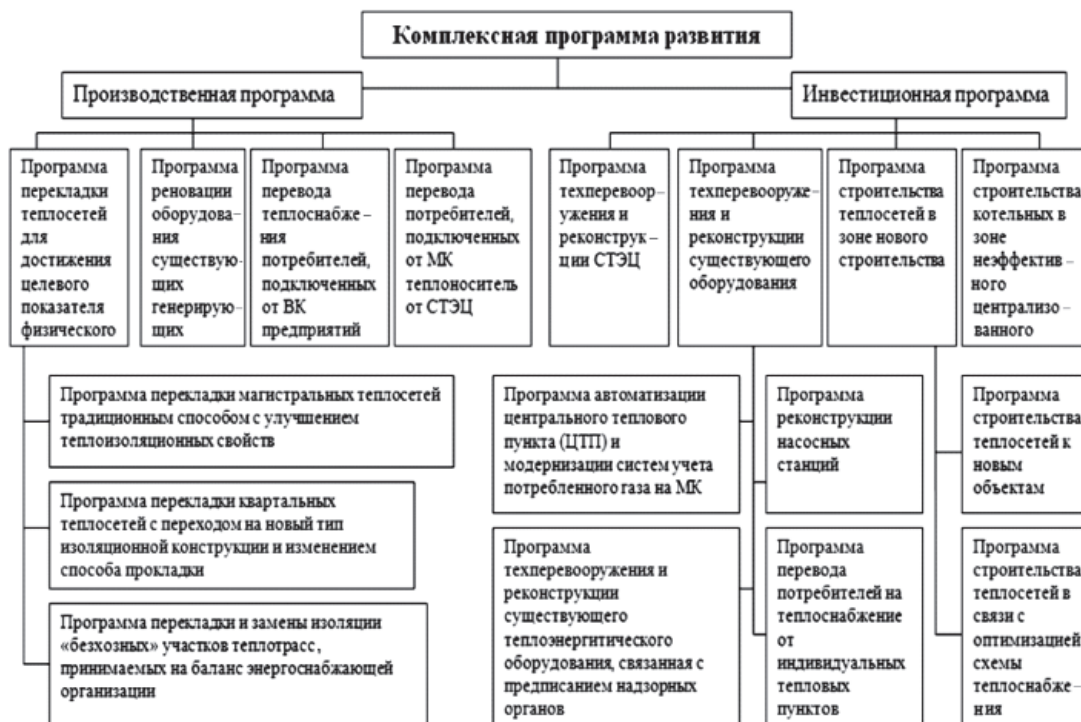 Комплексная программа развития
Производственная программа
Инвестиционная программа
Программа
перекладки
теплосетей
для
достижения
целевого
показателя
физического
Программа
реновации
оборудова–
ния
существую-
щих
генерирую-
щих
Программа
перевода
теплоснабже –
ния
потребителей,
подключенных
от ВК
предприятий
Программа
перевода
потребителей,
подключенных
от МК
теплоноситель
от СТЭЦ
Программа
техперевоор–
ужения и
реконструк –
ции СТЭЦ
Программа
техперевооруже–
ния и
реконструкции
существующего
оборудования
Программа
строительства
теплосетей в
зоне нового
строительства
Программа
строительства
котельных в
зоне
неэффектив–
ного
централизо –
ванного
Программа перекладки магистральных теплосетей
традиционным способом с улучшением
теплоизоляционных свойств
Программа перекладки квартальных
теплосетей с переходом на новый тип
изоляционной конструкции и изменением
способа прокладки
Программа перекладки и замены изоляции
«безхозных» участков теплотрасс,
принимаемых на баланс энергоснабжающей
организации
Программа автоматизации
центрального теплового
пункта (ЦТП) и
модернизации систем учета
потребленного газа на МК
Программа
реконструкции
насосных
станций
Программа
строительства
теплосетей к
новым
объектам
Программа
техперевооружения и
реконструкции
существующего
теплоэнергитического
оборудования, связанная с
предписанием надзорных
органов
Программа
перевода
потребителей на
теплоснабжение
от
индивидуальных
тепловых
пунктов
Программа
строительства
теплосетей в
связи с
оптимизацией
схемы
теплоснабже–
ния